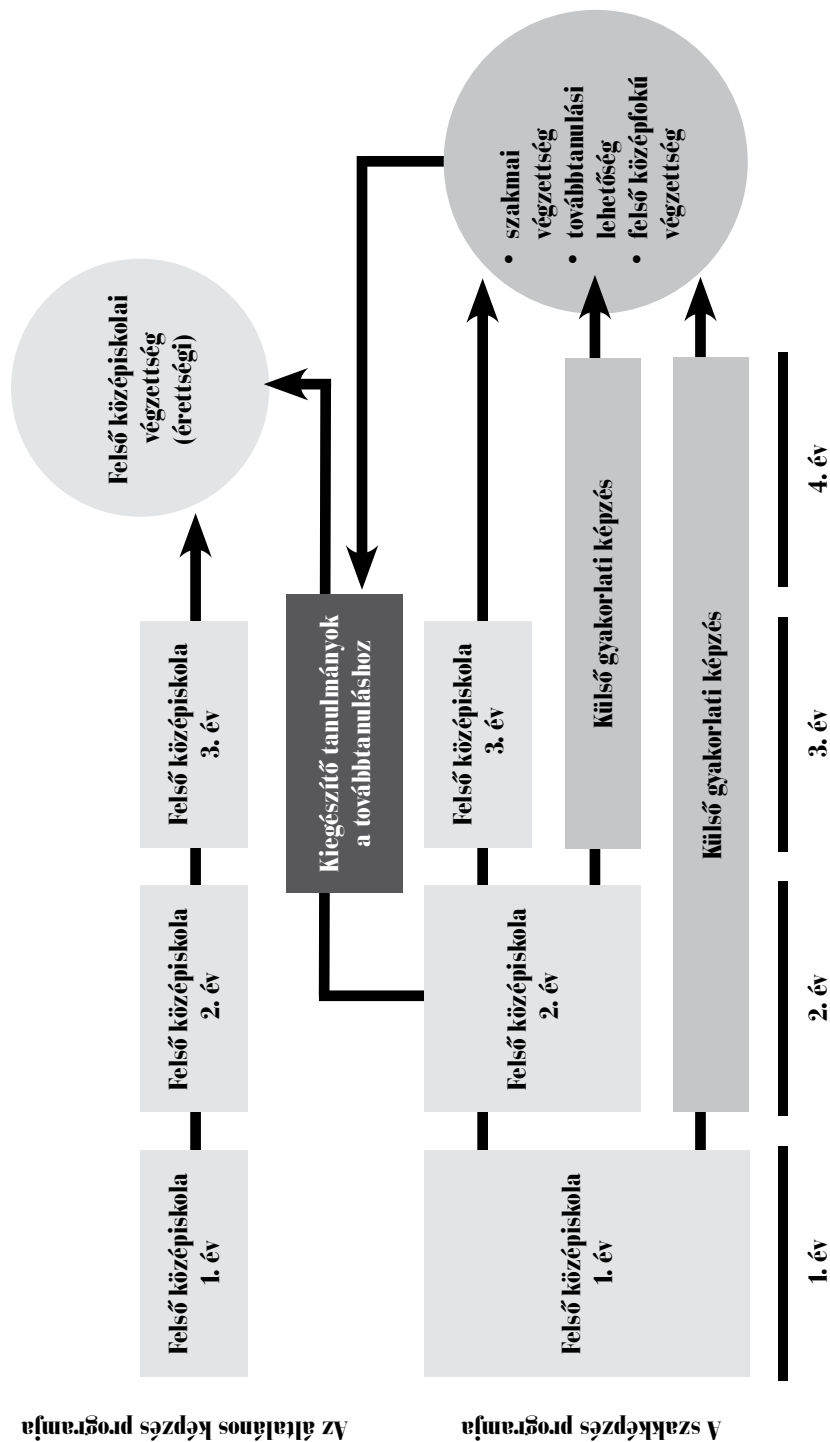 Az általános képzés programja
Felső középiskola
1. év
Felső középiskola
2. év
Felső középiskola
3. év
Felső középiskolai
végzettség
(érettségi)
Kiegészítő tanulmányok
a továbbtanuláshoz
A szakképzés programja
Felső középiskola
1. év
Felső középiskola
2. év
Felső középiskola
3. év
Külső gyakorlati képzés
Külső gyakorlati képzés
• szakmai
végzettség
• továbbtanulási
lehetőség
• felső középfokú
végzettség
1. év
2. év
3. év
4. év